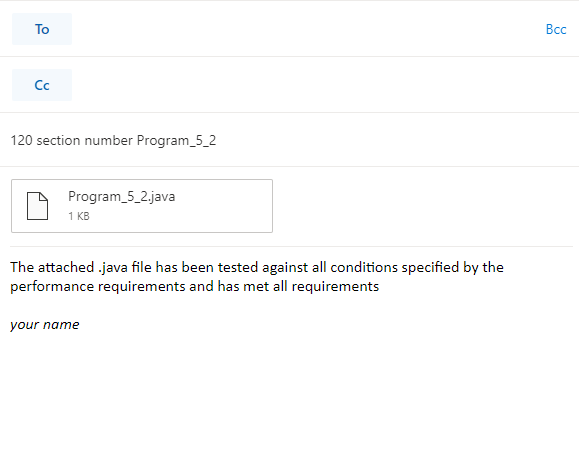 To
Bcc
Cc
120 section number Program_5_2
Program_5_2.java
1 KB
The attached .java file has been tested against all conditions specified by the
performance requirements and has met all requirements
your name